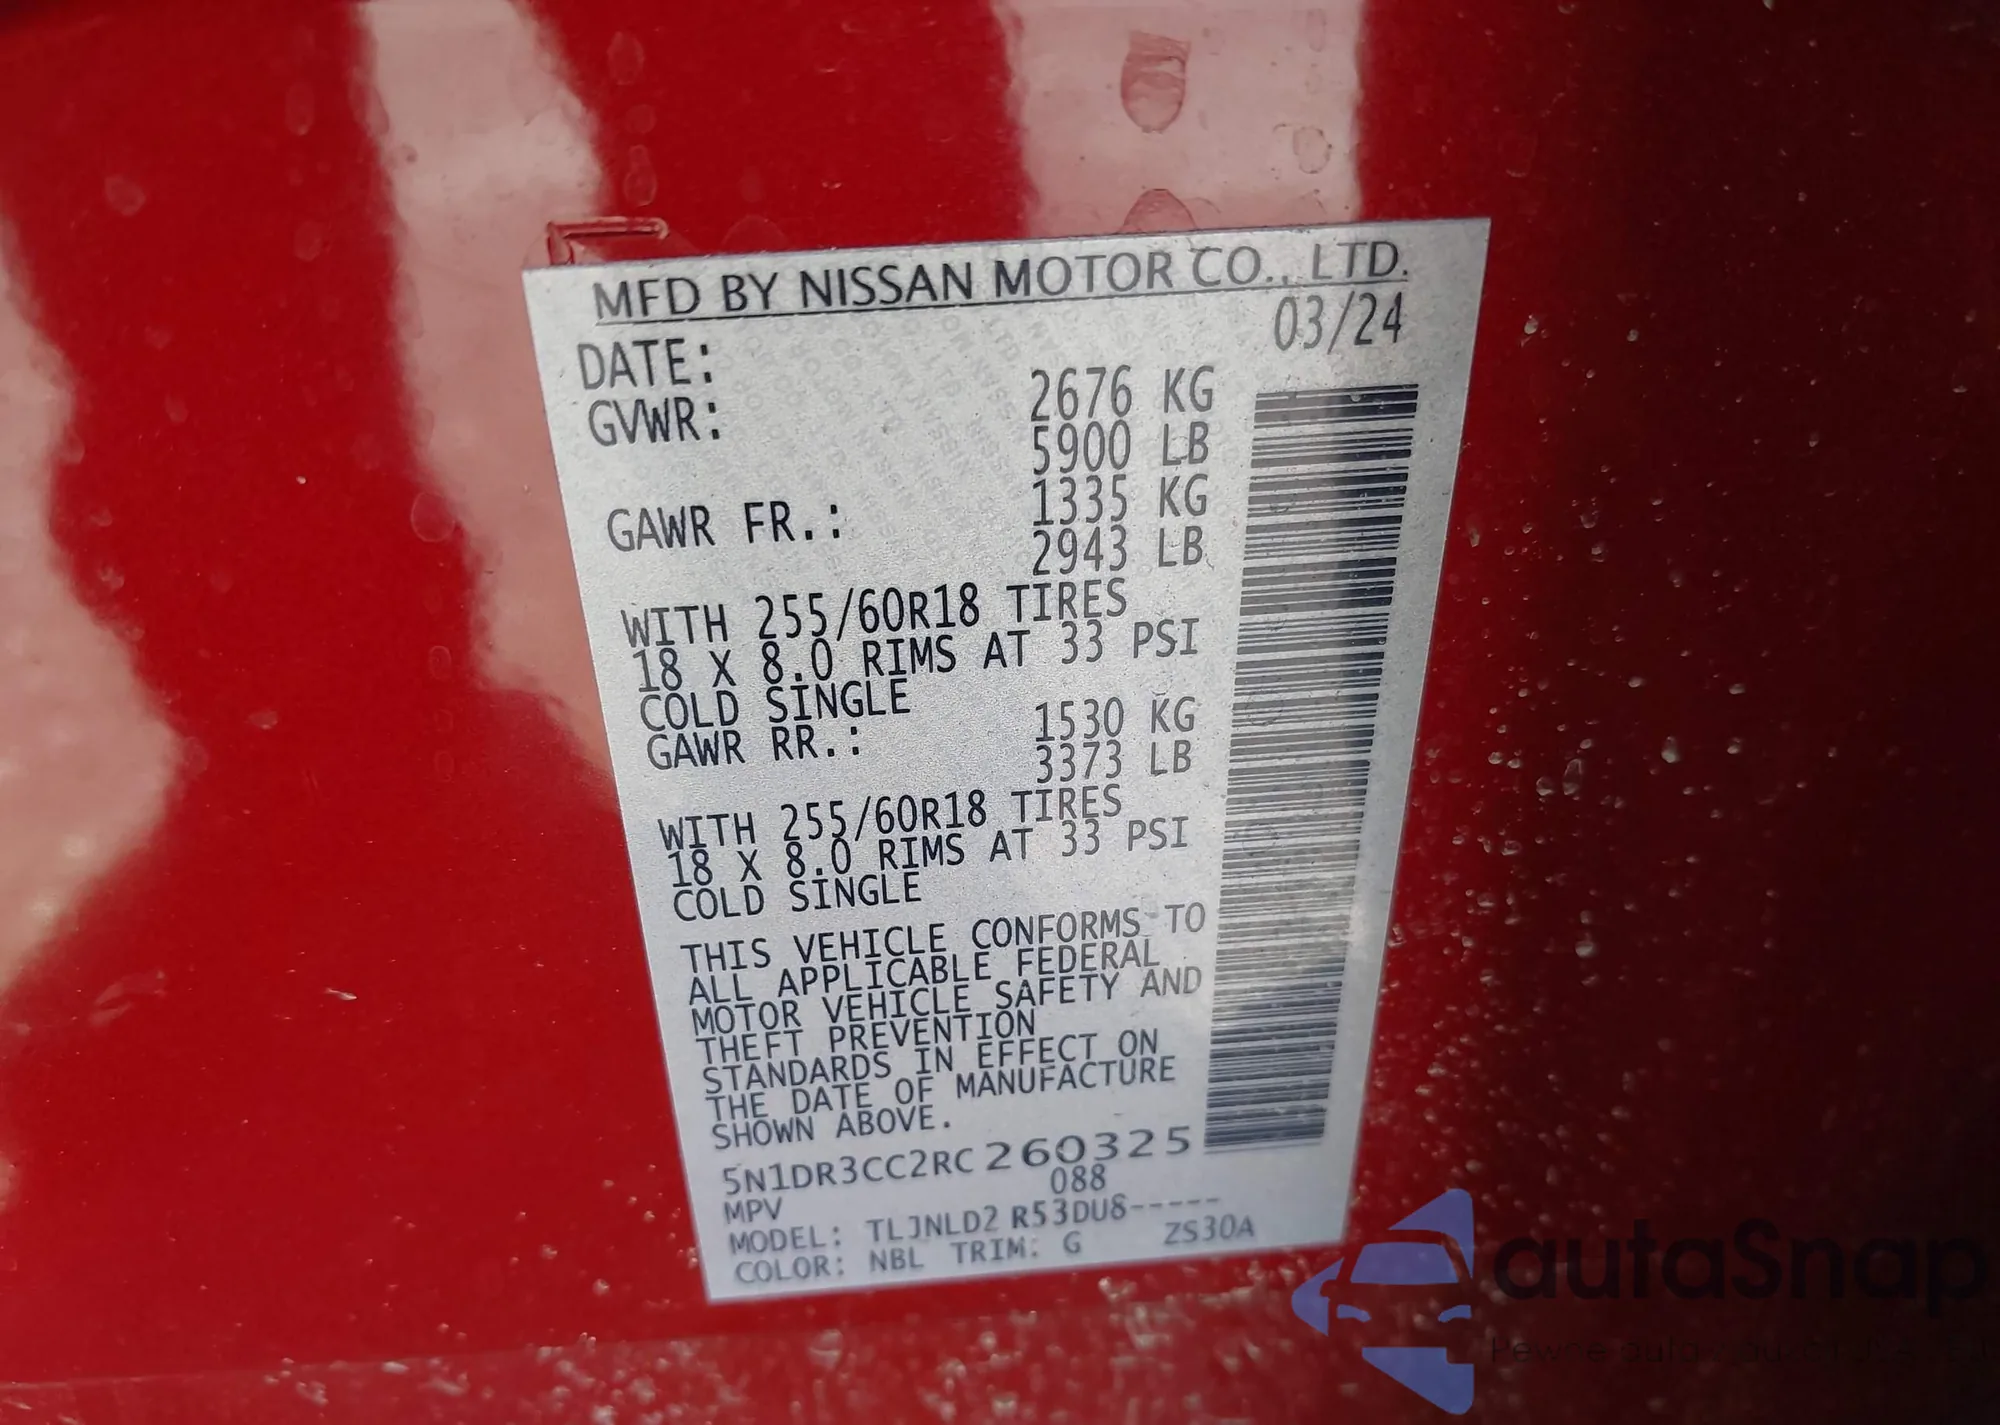 MFD BY NISSAN MOTOR CO., LTD.
DATE: 03/24
GVWR: 2676 KG
5900 LB
GAWR FR.: 1335 KG
2943 LB
WITH 255/60R18 TIRES
18 X 8.0 RIMS AT 33 PSI
COLD SINGLE
GAWR RR.: 1530 KG
3373 LB
WITH 255/60R18 TIRES
18 X 8.0 RIMS AT 33 PSI
COLD SINGLE
THIS VEHICLE CONFORMS TO
ALL APPLICABLE FEDERAL
MOTOR VEHICLE SAFETY AND
THEFT PREVENTION
STANDARDS IN EFFECT ON
THE DATE OF MANUFACTURE
SHOWN ABOVE.
5N1DR3CC2RC260325
088
MPV
MODEL: TLJNLD2 R53DU8-----
COLOR: NBL TRIM: G ZS30A
autaSnap